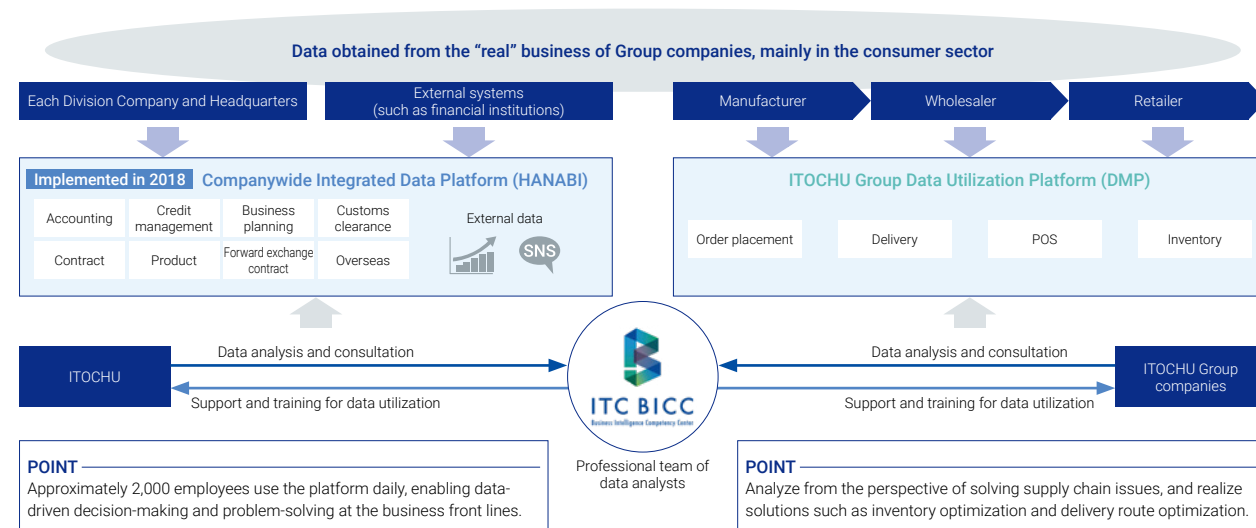 Data obtained from the “real” business of Group companies, mainly in the consumer sector
Each Division Company and Headquarters
External systems
(such as financial institutions)
Manufacturer
Wholesaler
Retailer
Implemented in 2018
Companywide Integrated Data Platform (HANABI)
Accounting
Credit
management
Business
planning
Customs
clearance
Contract
Product
Forward exchange
contract
Overseas
External data
SNS
ITOCHU Group Data Utilization Platform (DMP)
Order placement
Delivery
POS
Inventory
ITOCHU
Data analysis and consultation
Support and training for data utilization
ITC BICC
Business Intelligence Competency Center
Professional team of
data analysts
Data analysis and consultation
Support and training for data utilization
ITOCHU Group
companies
POINT
Approximately 2,000 employees use the platform daily, enabling data-
driven decision-making and problem-solving at the business front lines.
POINT
Analyze from the perspective of solving supply chain issues, and realize
solutions such as inventory optimization and delivery route optimization.